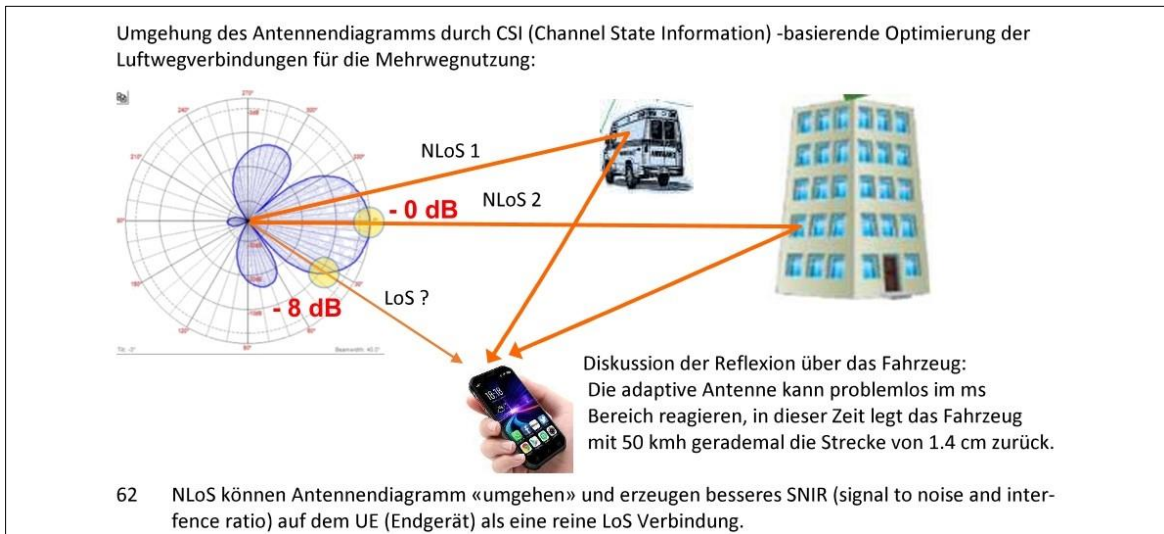 Umgehung des Antennendiagramms durch CSI (Channel State Information) -basierende Optimierung der
Luftwegverbindungen für die Mehrwegnutzung:
NLoS 1
NLoS 2
- 0 dB
LoS ?
- 8 dB
Diskussion der Reflexion über das Fahrzeug:
Die adaptive Antenne kann problemlos im ms
Bereich reagieren, in dieser Zeit legt das Fahrzeug
mit 50 kmh gerademal die Strecke von 1.4 cm zurück.
62 NLoS können Antennendiagramm «umgehen» und erzeugen besseres SNIR (signal to noise and inter-
fence ratio) auf dem UE (Endgerät) als eine reine LoS Verbindung.